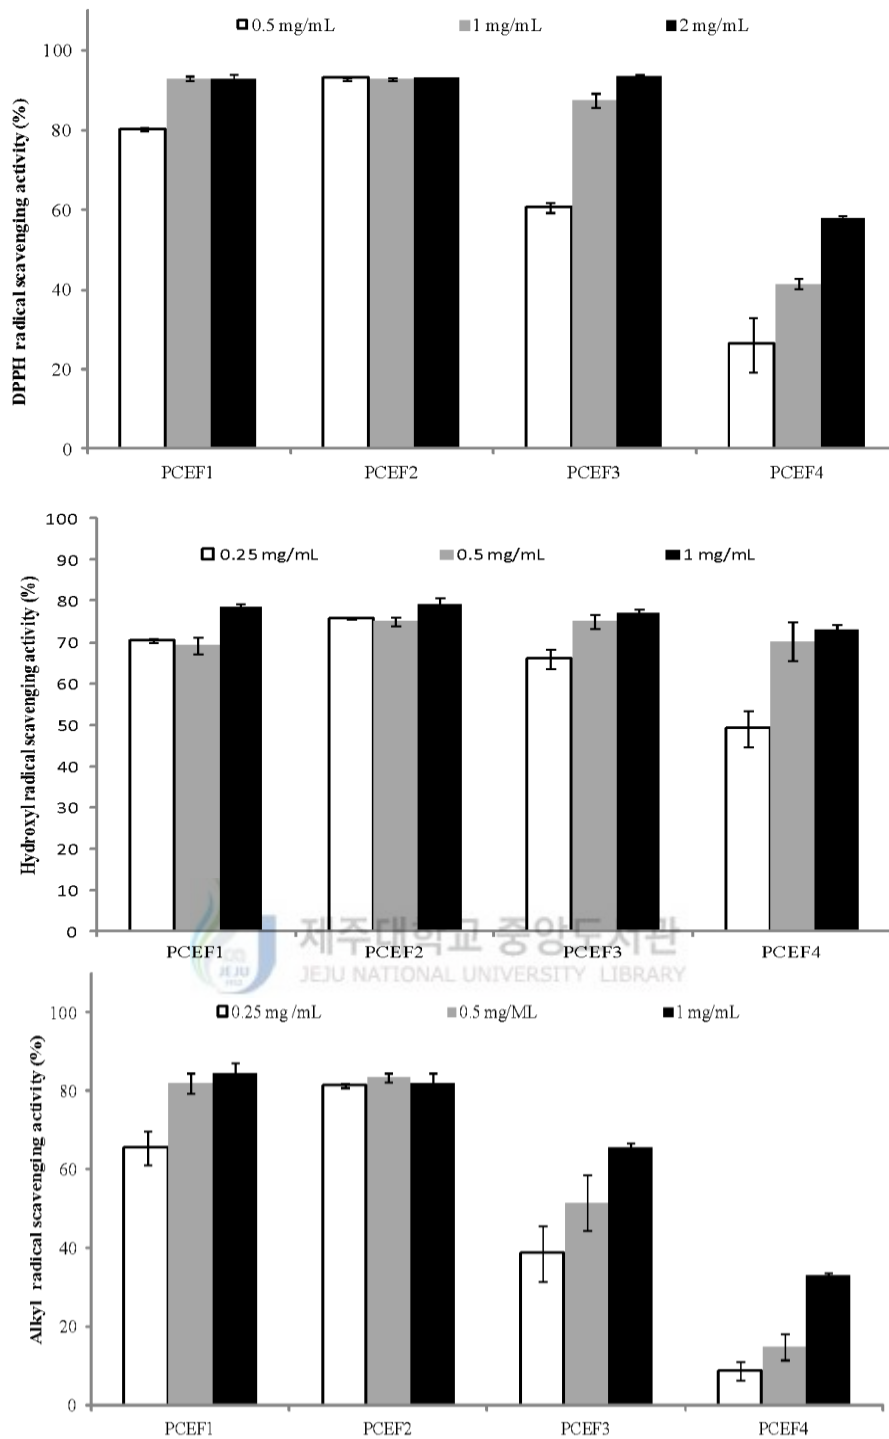 0.5 mg/mL 1 mg/mL 2 mg/mL
DPPH radical scavenging activity (%)
100
80
60
40
20
0
PCEF1 PCEF2 PCEF3 PCEF4
0.25 mg/mL 0.5 mg/mL 1 mg/mL
Hydroxyl radical scavenging activity (%)
100
90
80
70
60
50
40
30
20
10
0
PCEF1 PCEF2 PCEF3 PCEF4
제주대학교 중앙도서관
JEJU NATIONAL UNIVERSITY LIBRARY
JEJU
1952
0.25 mg /mL 0.5 mg/ML 1 mg/mL
Alkyl radical scavenging activity (%)
100
80
60
40
20
0
PCEF1 PCEF2 PCEF3 PCEF4